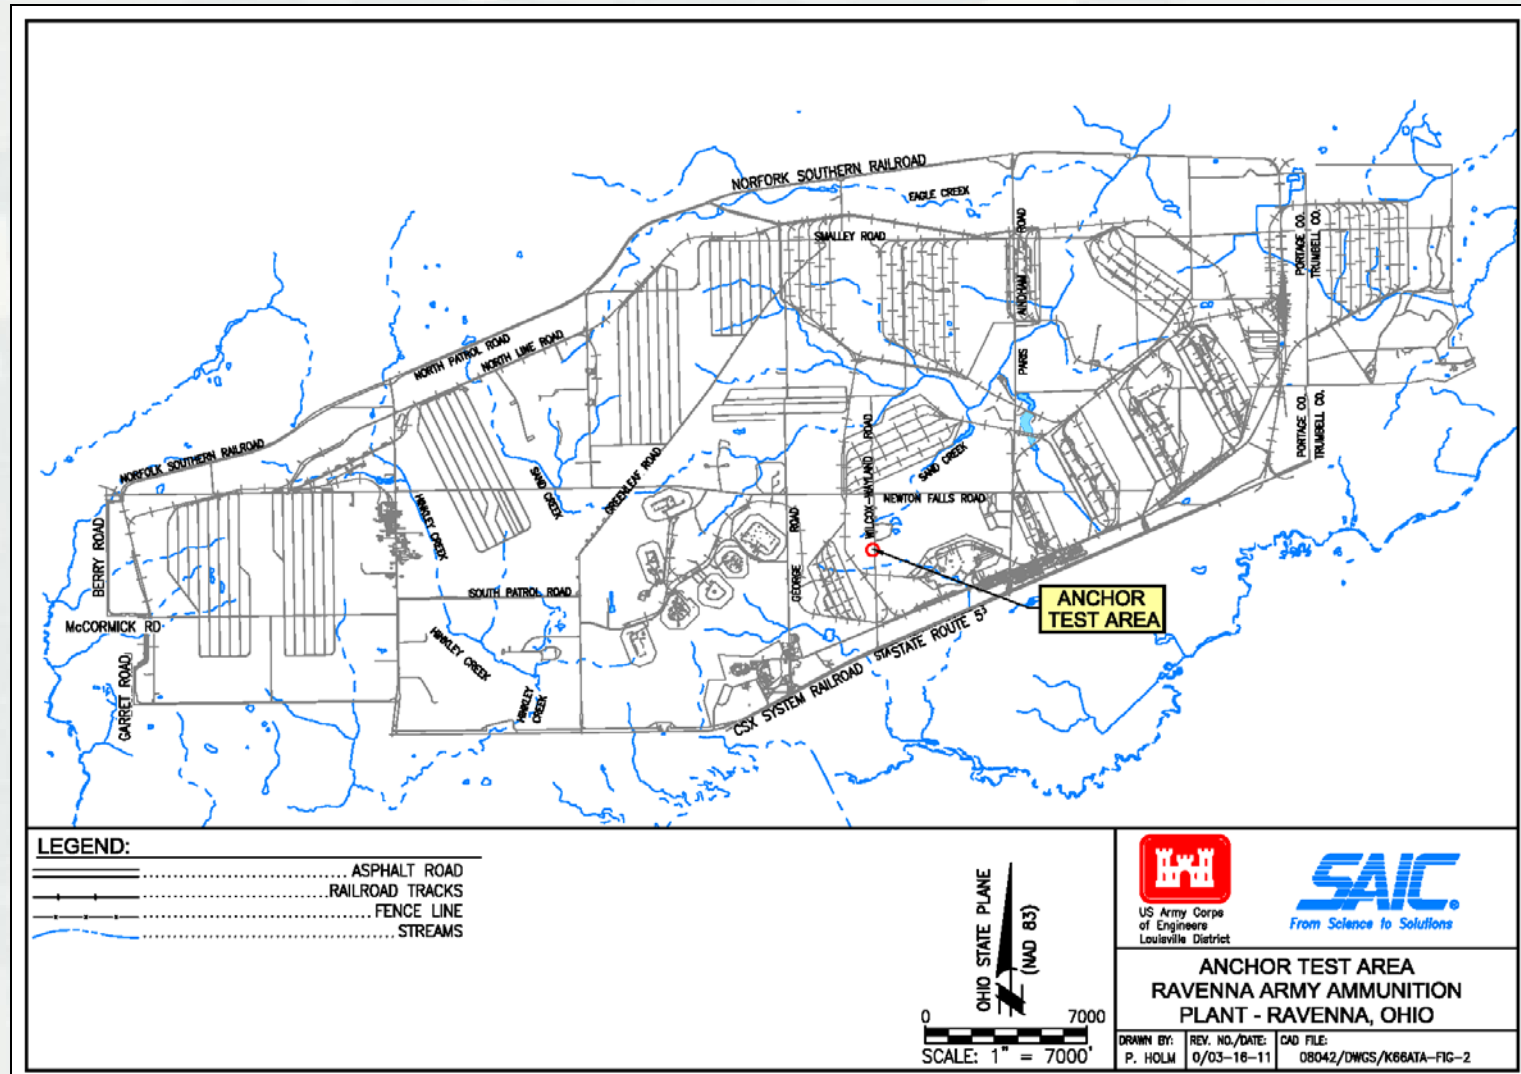 NORFORK SOUTHERN RAILROAD
EAGLE CREEK
SMALLEY ROAD
PARIS WINDHAM ROAD
PORTAGE CO.
TRUMBELL CO.
NORTH PATROL ROAD
NORTH LINE ROAD
NORFOLK SOUTHERN RAILROAD
PORTAGE CO.
TRUMBELL CO.
WILCOX-WAYLAND ROAD
SAND CREEK
SAND CREEK
GREENLEAF ROAD
HINKLEY CREEK
NEWTON FALLS ROAD
BERRY ROAD
GEORGE ROAD
SOUTH PATROL ROAD
ANCHOR
TEST AREA
McCORMICK RD
HINKLEY CREEK
GARRET ROAD
HINKLEY
CREEK
CSX SYSTEM RAILROAD
STATE ROUTE 53
LEGEND:
ASPHALT ROAD
RAILROAD TRACKS
FENCE LINE
STREAMS
OHIO STATE PLANE
(NAD 83)
0 7000
SCALE: 1" = 7000'
US Army Corps
of Engineers
Louisville District
SAIC
From Science to Solutions
ANCHOR TEST AREA
RAVENNA ARMY AMMUNITION
PLANT - RAVENNA, OHIO
DRAWN BY:
P. HOLM
REV. NO./DATE:
0/03-16-11
CAD FILE:
08042/DWGS/K66ATA-FIG-2